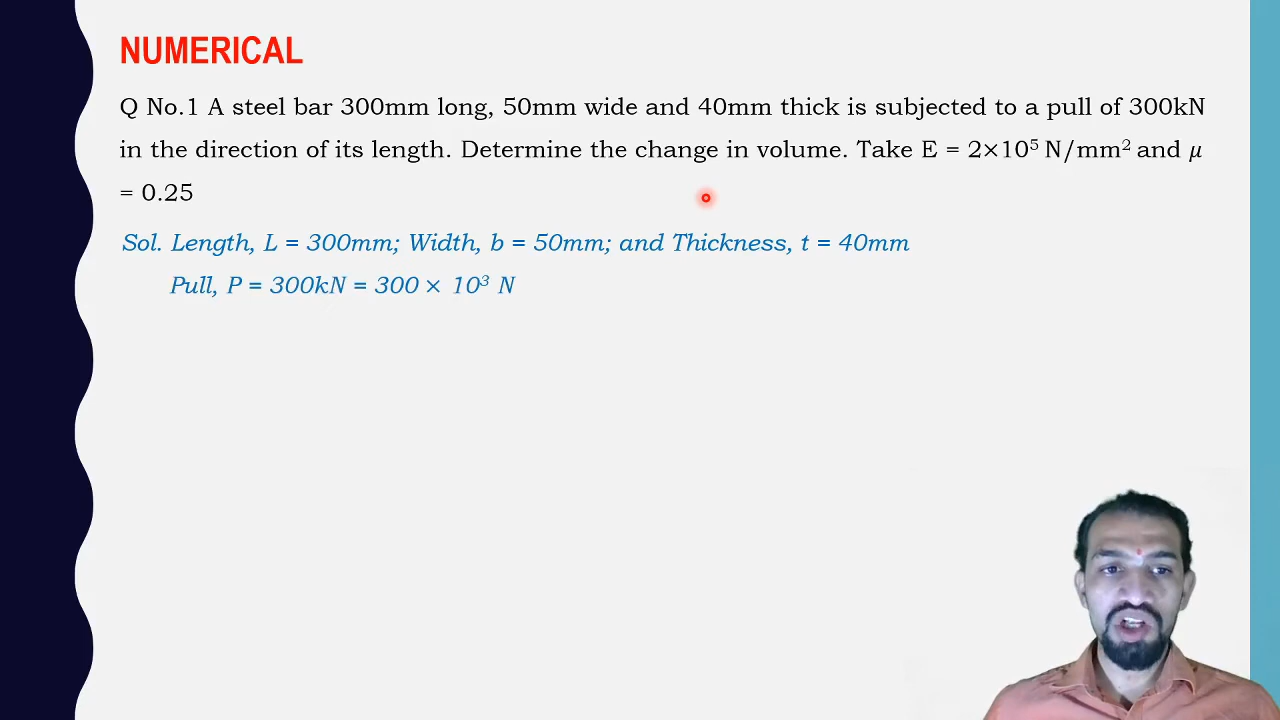 NUMERICAL
Q No.1 A steel bar 300mm long, 50mm wide and 40mm thick is subjected to a pull of 300kN
in the direction of its length. Determine the change in volume. Take E = 2×10⁵ N/mm² and μ
= 0.25
Sol. Length, L = 300mm; Width, b = 50mm; and Thickness, t = 40mm
Pull, P = 300kN = 300 × 10³ N